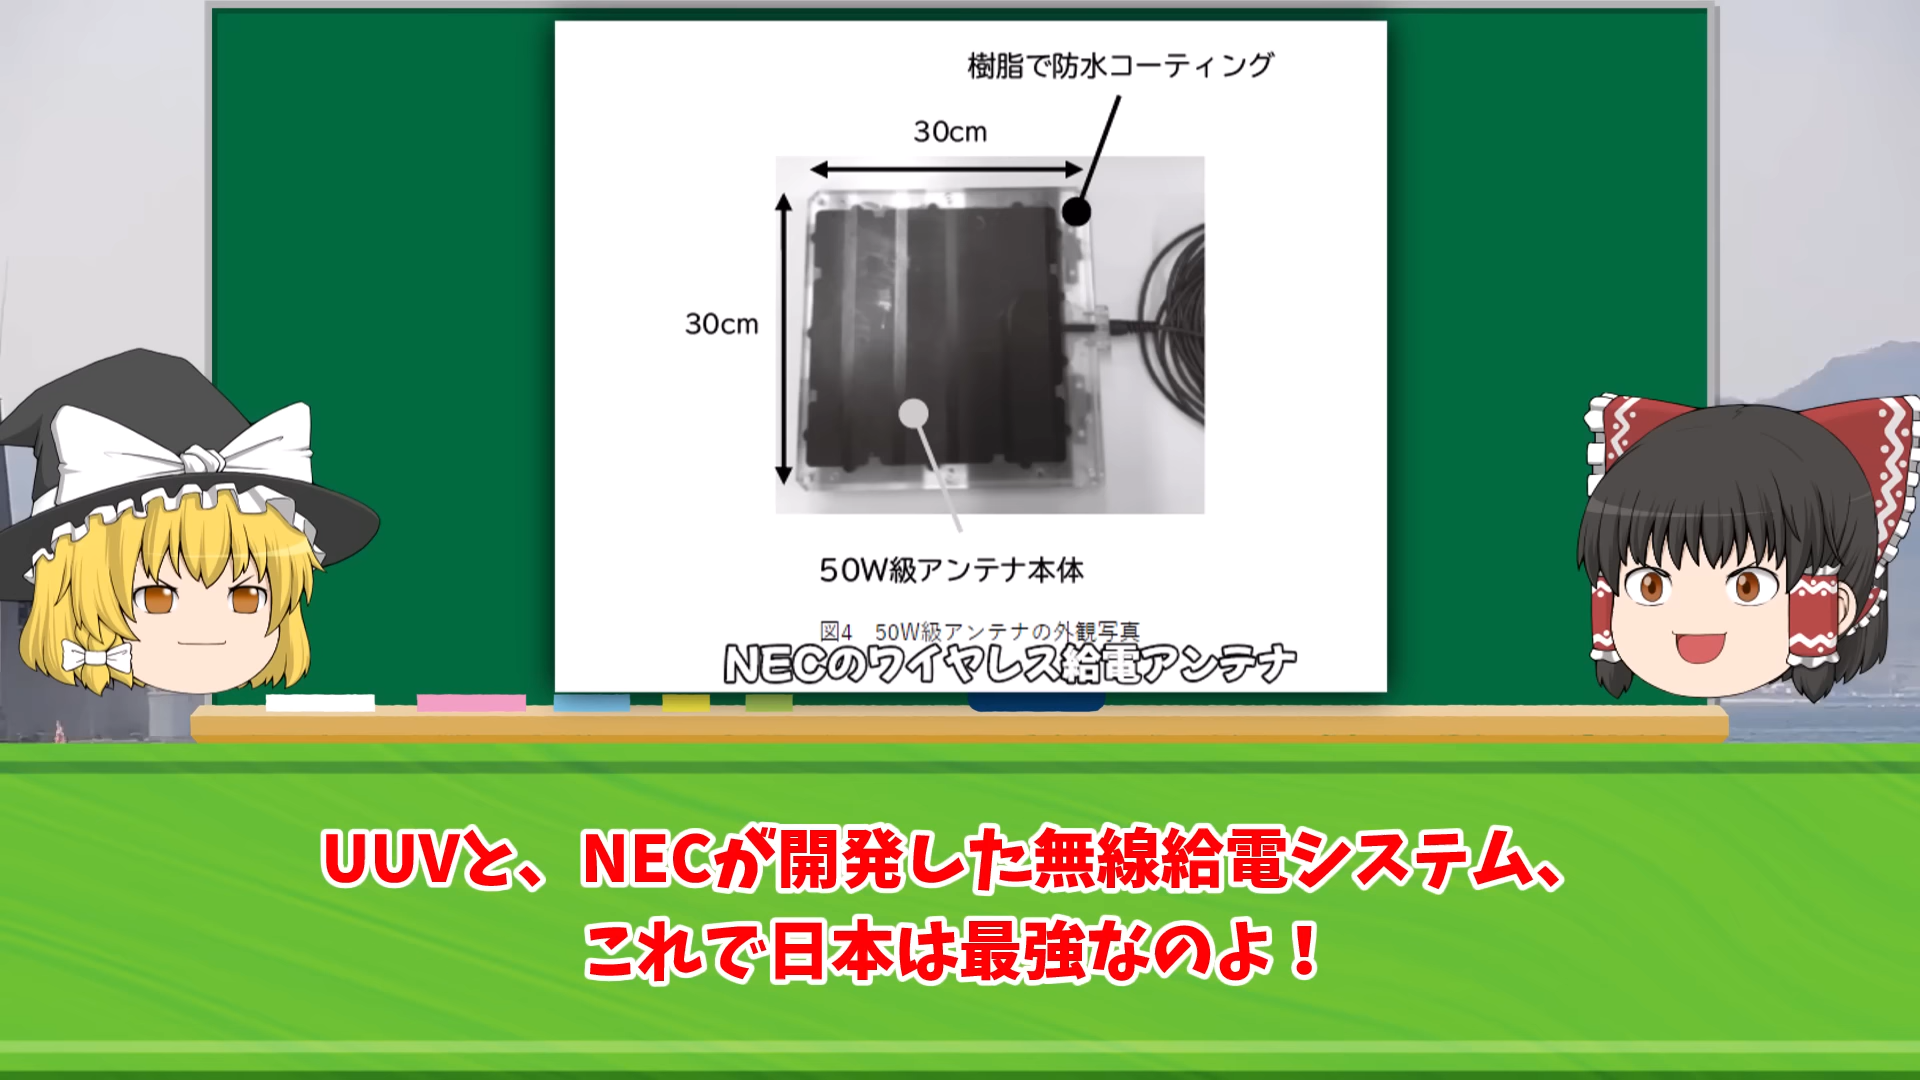 樹脂で防水コーティング
30cm
30cm
50W級アンテナ本体
図4 50W級アンテナの外観写真
NECのワイヤレス給電アンテナ
UUVと、NECが開発した無線給電システム、
これで日本は最強なのよ！